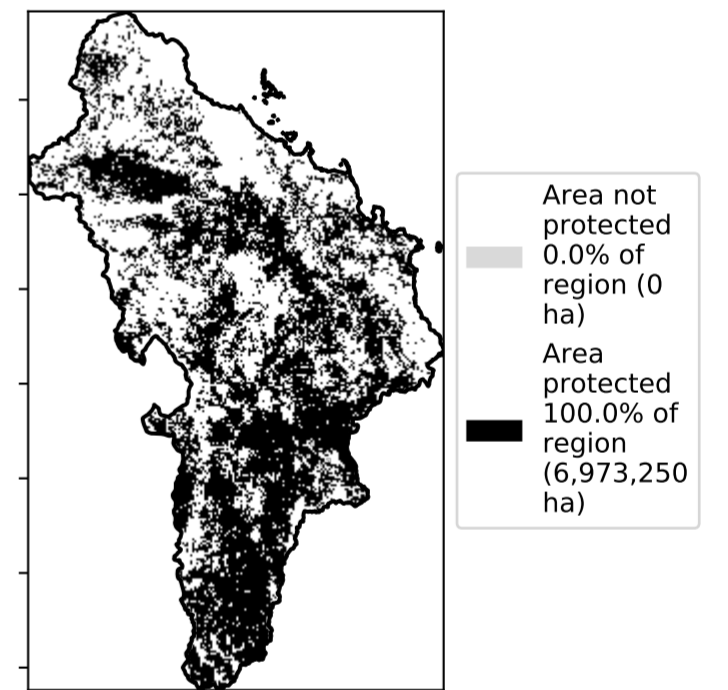 Area not
protected
0.0% of
region (0
ha)
Area
protected
100.0% of
region
(6,973,250
ha)